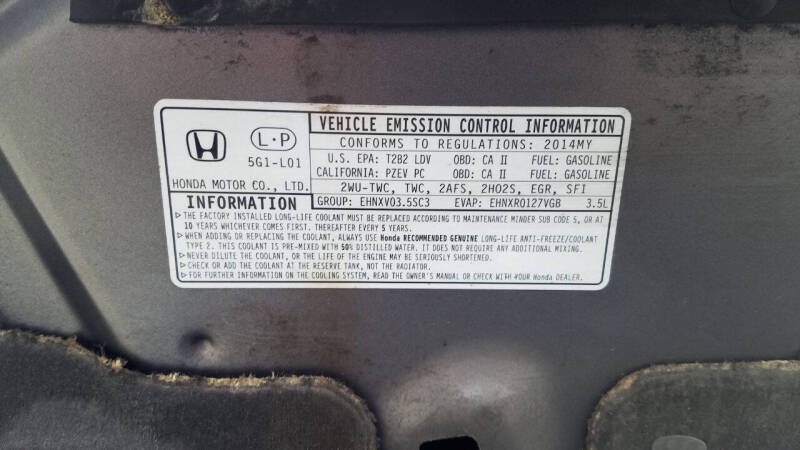 L·P
5G1-L01
HONDA MOTOR CO., LTD.
VEHICLE EMISSION CONTROL INFORMATION
CONFORMS TO REGULATIONS: 2014MY
U.S. EPA: T2B2 LDV OBD: CA II FUEL: GASOLINE
CALIFORNIA: PZEV PC OBD: CA II FUEL: GASOLINE
2WU-TWC, TWC, 2AFS, 2HO2S, EGR, SFI
GROUP: EHNXV03.5SC3 EVAP: EHNXR0127VGB 3.5L
INFORMATION
▷THE FACTORY INSTALLED LONG-LIFE COOLANT MUST BE REPLACED ACCORDING TO MAINTENANCE MINDER SUB CODE 5, OR AT
10 YEARS WHICHEVER COMES FIRST. THEREAFTER EVERY 5 YEARS.
▷WHEN ADDING OR REPLACING THE COOLANT, ALWAYS USE Honda RECOMMENDED GENUINE LONG-LIFE ANTI-FREEZE/COOLANT
TYPE 2. THIS COOLANT IS PRE-MIXED WITH 50% DISTILLED WATER. IT DOES NOT REQUIRE ANY ADDITIONAL MIXING.
▷NEVER DILUTE THE COOLANT, OR THE LIFE OF THE ENGINE MAY BE SERIOUSLY SHORTENED.
▷CHECK OR ADD THE COOLANT AT THE RESERVE TANK, NOT THE RADIATOR.
▷FOR FURTHER INFORMATION ON THE COOLING SYSTEM, READ THE OWNER'S MANUAL OR CHECK WITH YOUR Honda DEALER.